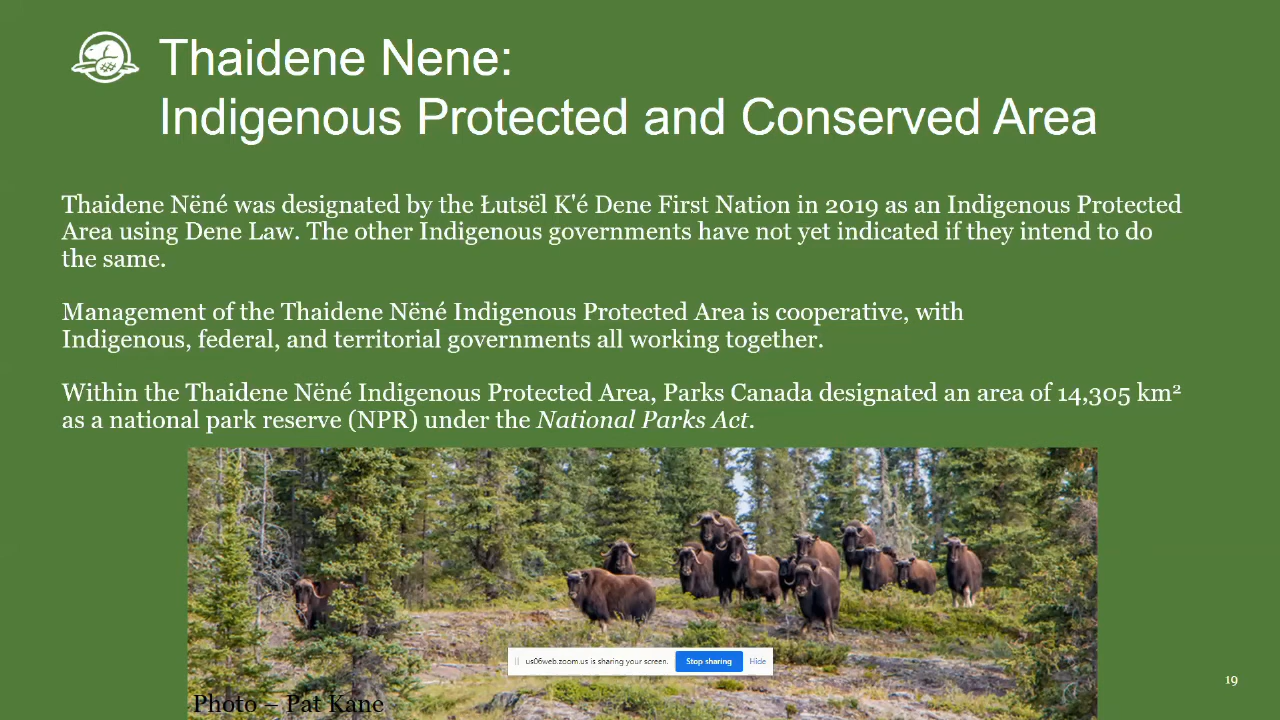 Thaidene Nene:
Indigenous Protected and Conserved Area
Thaidene Nëné was designated by the Łutsël K'é Dene First Nation in 2019 as an Indigenous Protected
Area using Dene Law. The other Indigenous governments have not yet indicated if they intend to do
the same.
Management of the Thaidene Nëné Indigenous Protected Area is cooperative, with
Indigenous, federal, and territorial governments all working together.
Within the Thaidene Nëné Indigenous Protected Area, Parks Canada designated an area of 14,305 km²
as a national park reserve (NPR) under the National Parks Act.
us06web.zoom.us is sharing your screen. Stop sharing Hide
19
Photo – Pat Kane